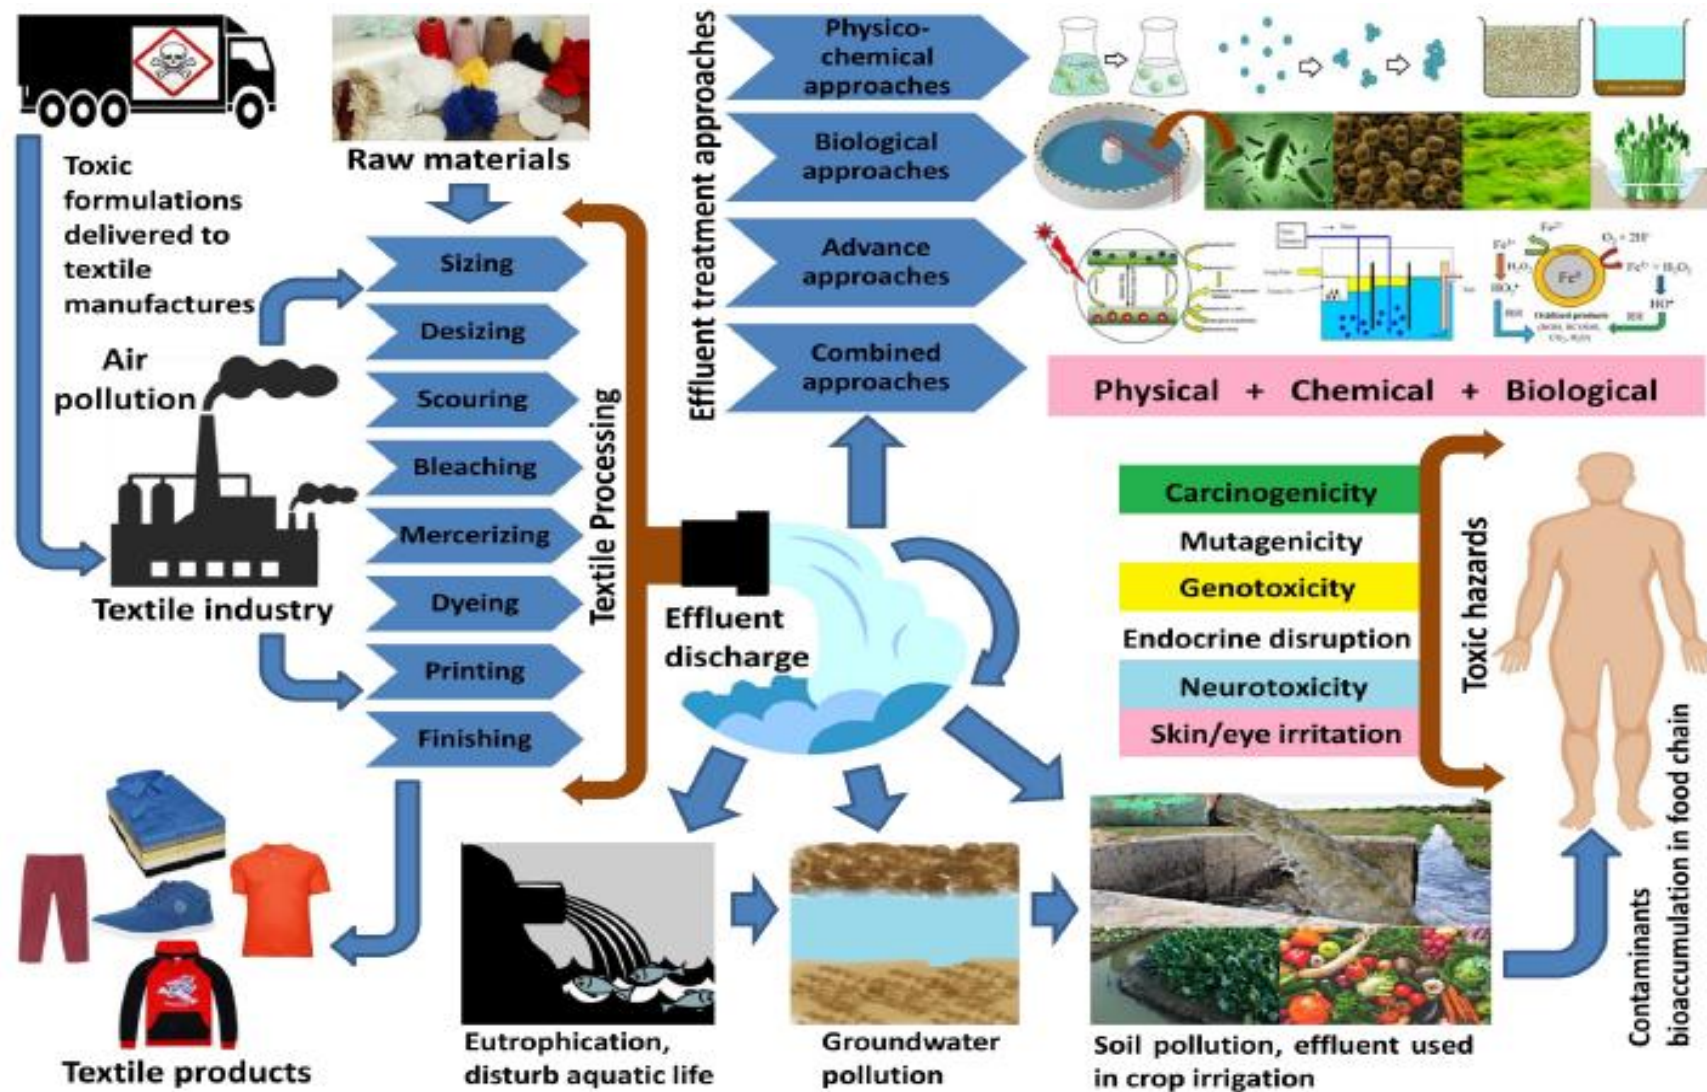 Toxic
formulations
delivered to
textile
manufactures
Raw materials
Air
pollution
Textile industry
Sizing
Desizing
Scouring
Bleaching
Mercerizing
Dyeing
Printing
Finishing
Textile Processing
Textile products
Effluent treatment approaches
Physico-
chemical
approaches
Biological
approaches
Advance
approaches
Combined
approaches
Fe⁰
Oxidized products
Physical + Chemical + Biological
Effluent
discharge
Carcinogenicity
Mutagenicity
Genotoxicity
Endocrine disruption
Neurotoxicity
Skin/eye irritation
Toxic hazards
Contaminants
bioaccumulation in food chain
Eutrophication,
disturb aquatic life
Groundwater
pollution
Soil pollution, effluent used
in crop irrigation